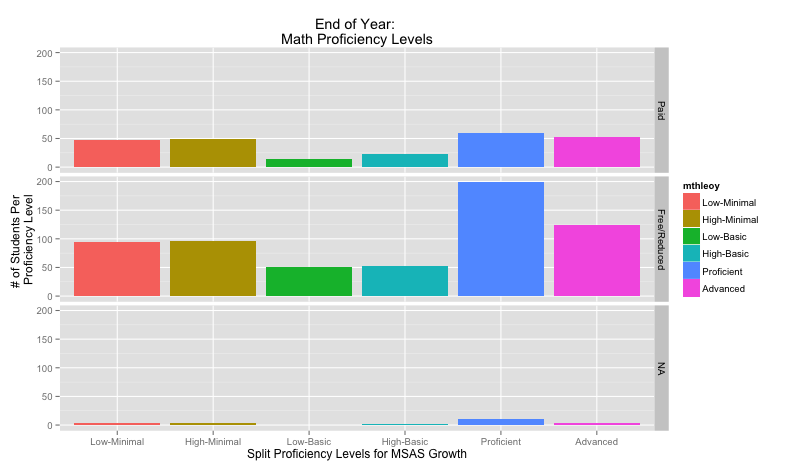 End of Year:
Math Proficiency Levels
# of Students Per
Proficiency Level
200
150
100
50
0
Paid
200
150
100
50
0
Free/Reduced
200
150
100
50
0
NA
Low-Minimal
High-Minimal
Low-Basic
High-Basic
Proficient
Advanced
Split Proficiency Levels for MSAS Growth
mthleoy
Low-Minimal
High-Minimal
Low-Basic
High-Basic
Proficient
Advanced